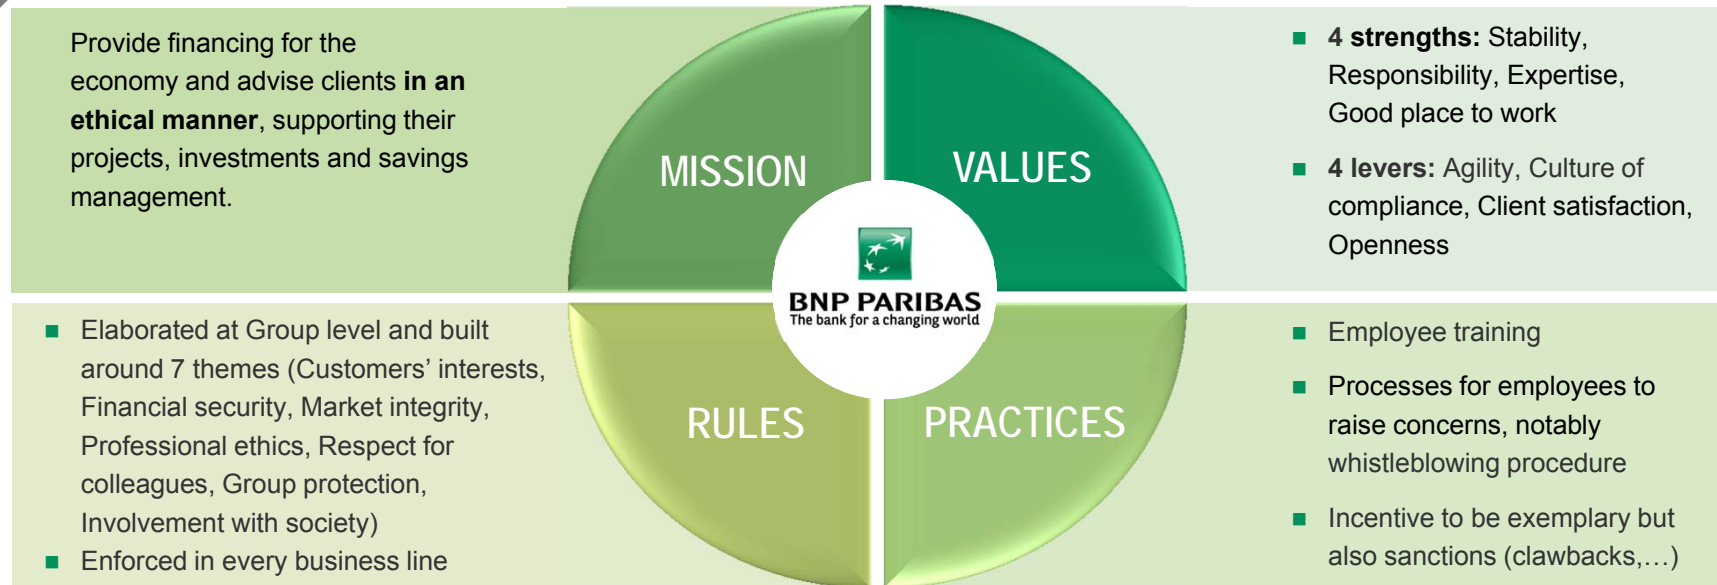 Provide financing for the
economy and advise clients in an
ethical manner, supporting their
projects, investments and savings
management.
MISSION
VALUES
■ 4 strengths: Stability,
Responsibility, Expertise,
Good place to work
■ 4 levers: Agility, Culture of
compliance, Client satisfaction,
Openness
BNP PARIBAS
The bank for a changing world
■ Elaborated at Group level and built
around 7 themes (Customers’ interests,
Financial security, Market integrity,
Professional ethics, Respect for
colleagues, Group protection,
Involvement with society)
■ Enforced in every business line
RULES
PRACTICES
■ Employee training
■ Processes for employees to
raise concerns, notably
whistleblowing procedure
■ Incentive to be exemplary but
also sanctions (clawbacks,…)